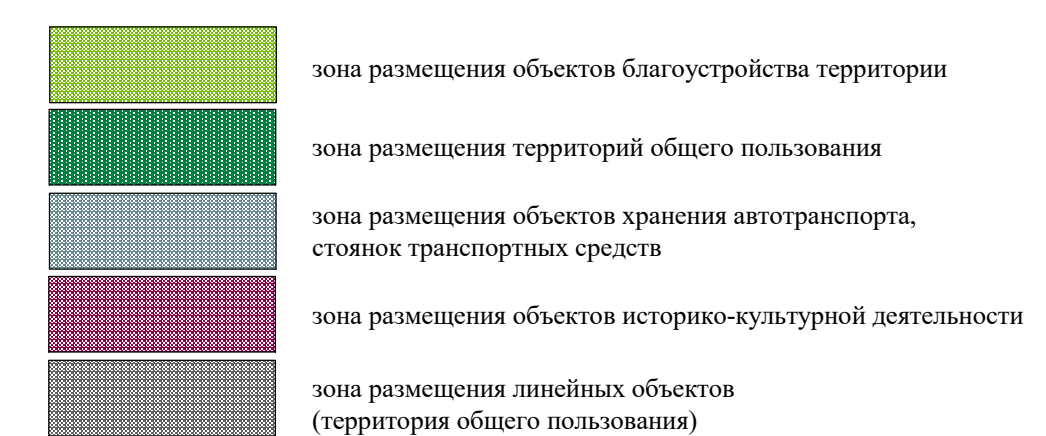 зона размещения объектов благоустройства территории
зона размещения территорий общего пользования
зона размещения объектов хранения автотранспорта,
стоянок транспортных средств
зона размещения объектов историко-культурной деятельности
зона размещения линейных объектов
(территория общего пользования)